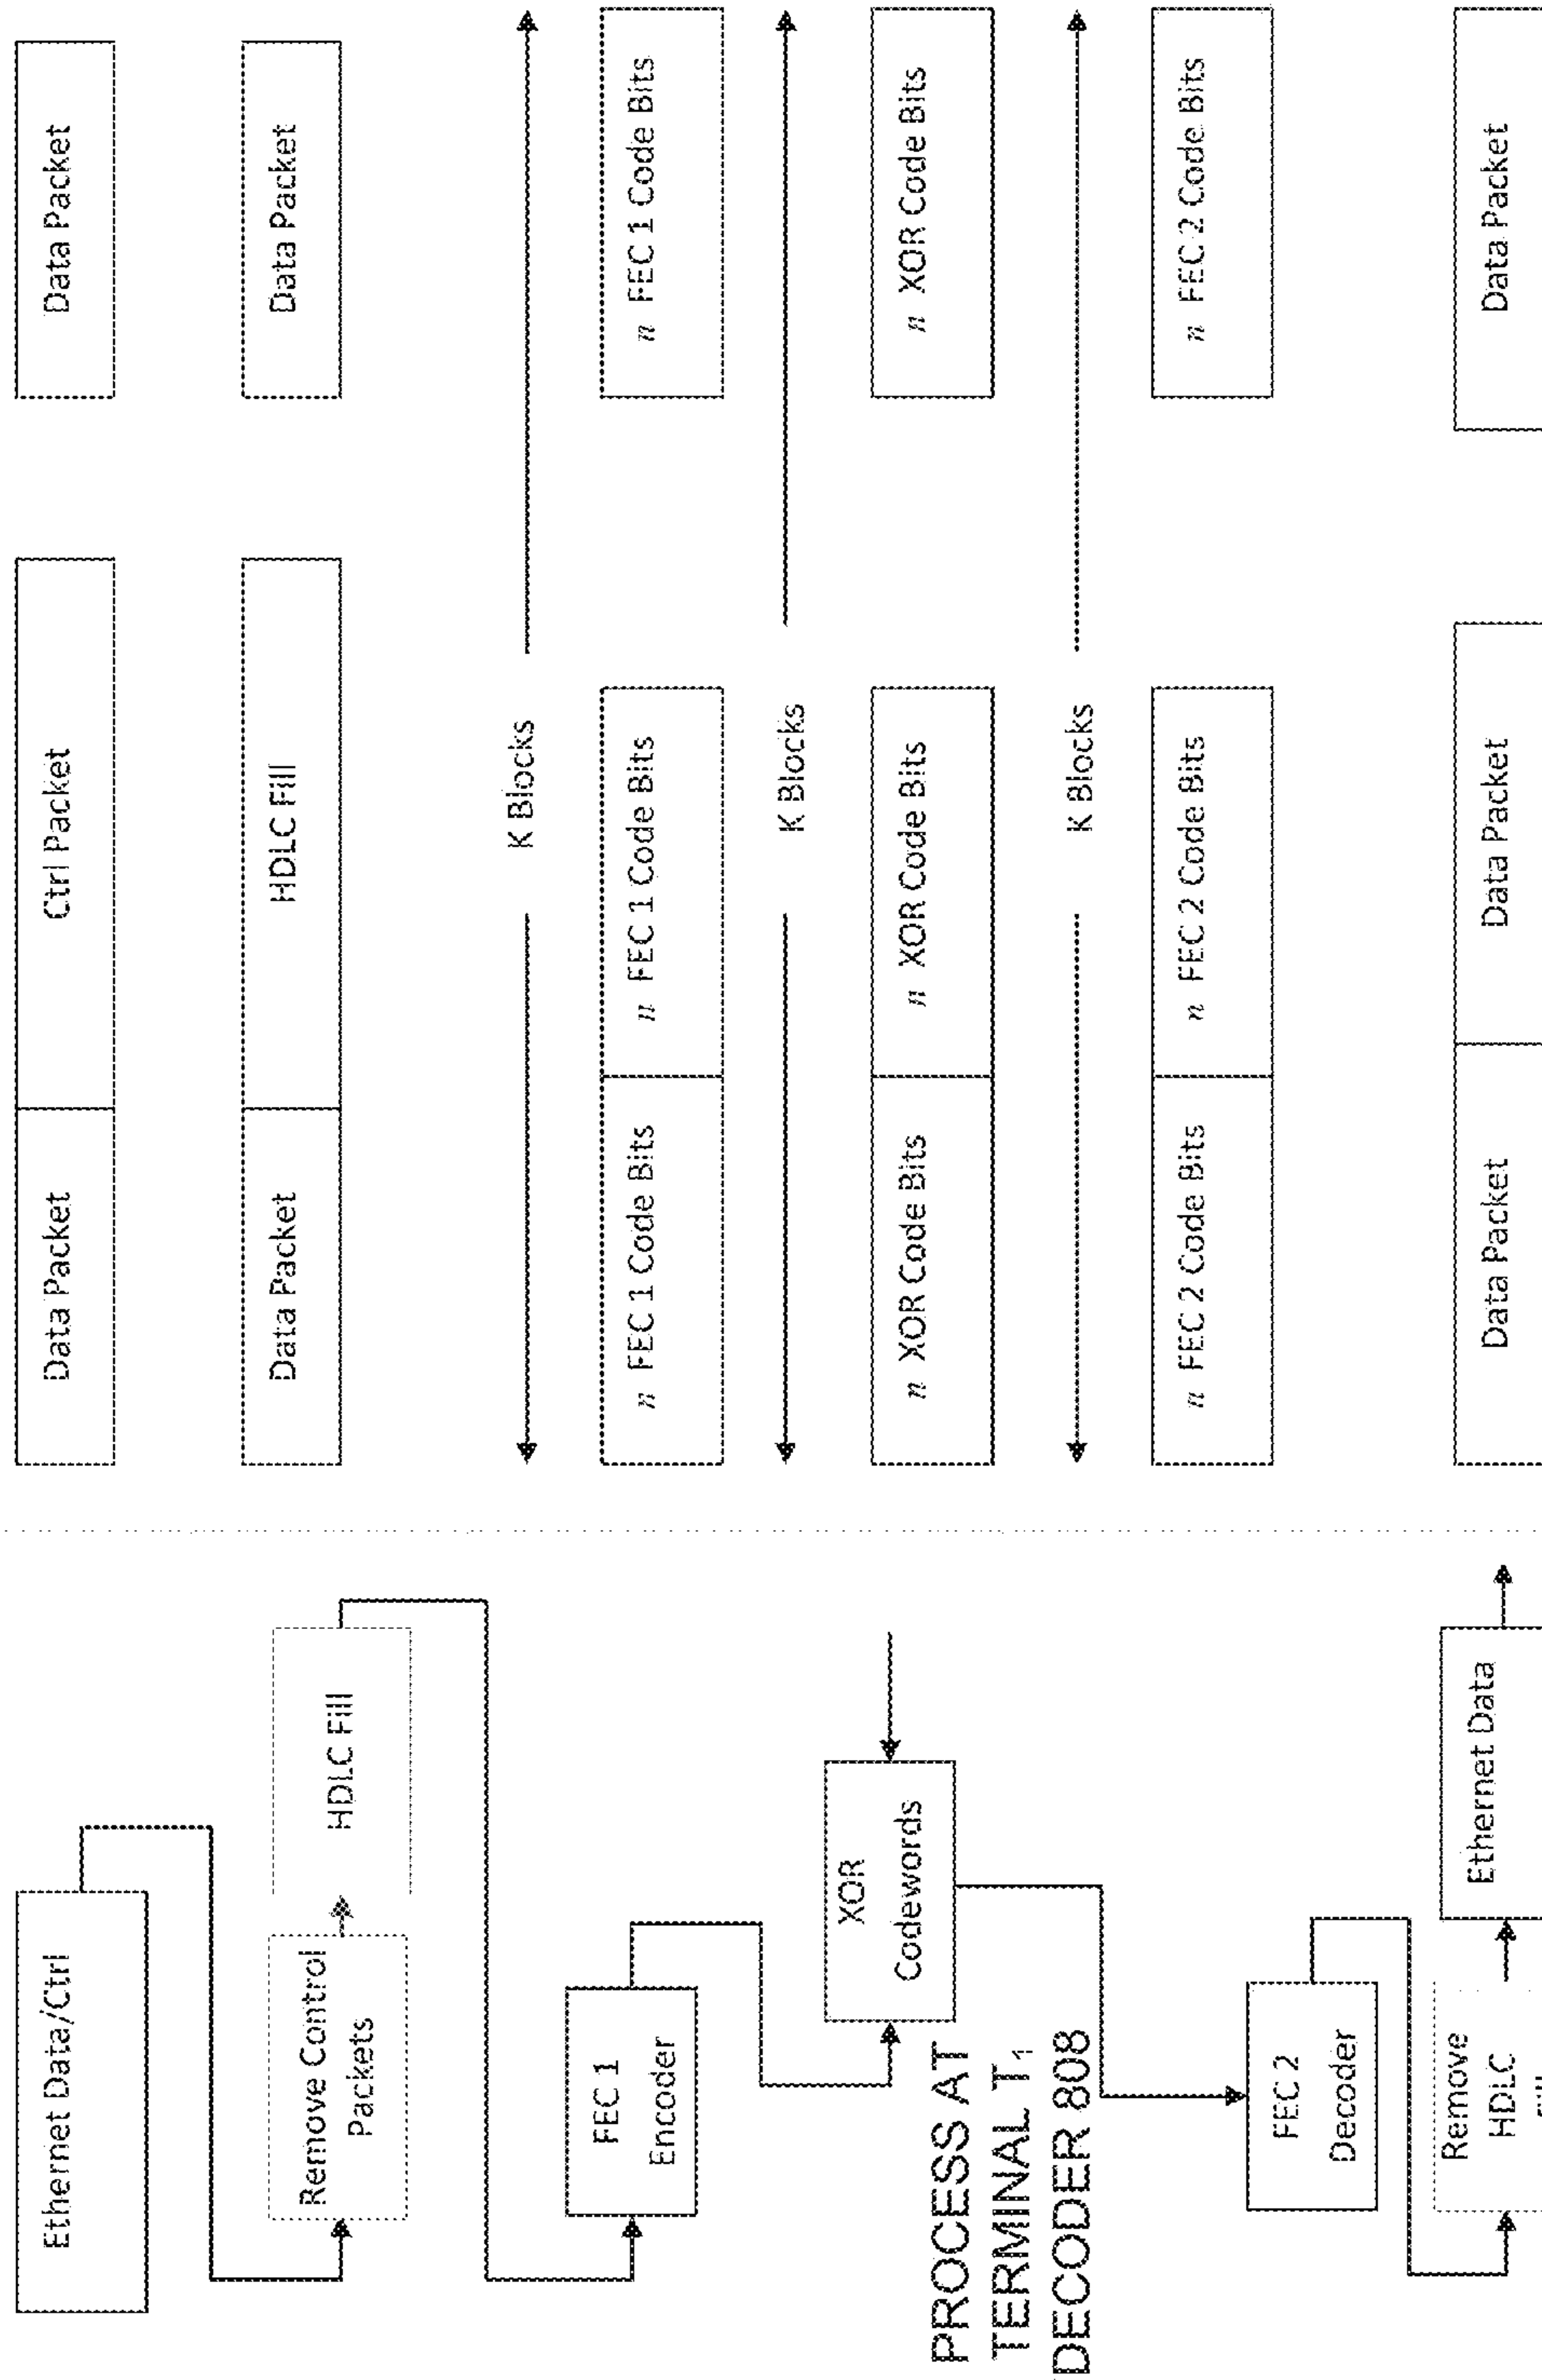 Ethernet Data/Ctrl
Remove Control
Packets
HDLC Fill
FEC 1
Encoder
XOR
Codewords
PROCESS AT
TERMINAL T₁
DECODER 808
FEC 2
Decoder
Remove
HDLC
Ethernet Data
Data Packet
Ctrl Packet
Data Packet
Data Packet
HDLC Fill
Data Packet
K Blocks
n FEC 1 Code Bits
n FEC 1 Code Bits
n FEC 1 Code Bits
K Blocks
n XOR Code Bits
n XOR Code Bits
n XOR Code Bits
K Blocks
n FEC 2 Code Bits
n FEC 2 Code Bits
n FEC 2 Code Bits
Data Packet
Data Packet
Data Packet